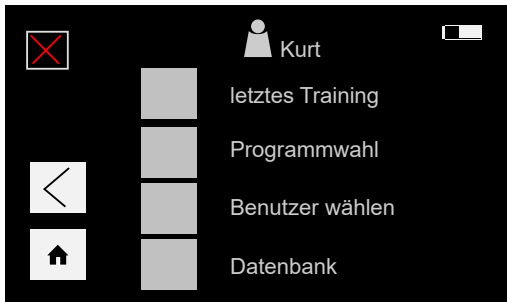 Kurt
letztes Training
Programmwahl
Benutzer wählen
Datenbank